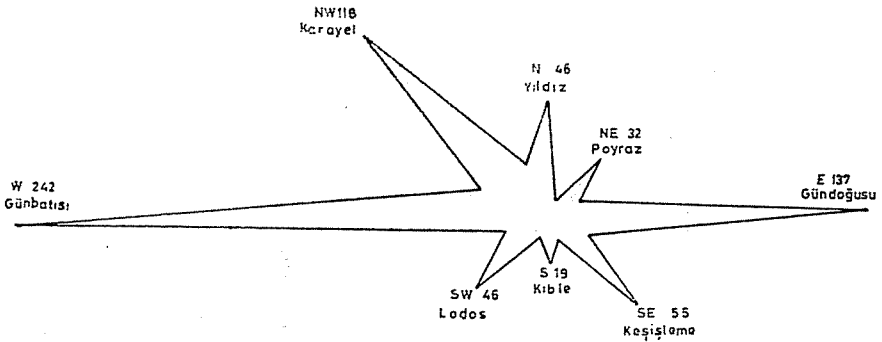 NW118
Karayel
N 46
Yıldız
NE 32
Poyraz
E 137
Gündoğusu
W 242
Günbatısı
S 19
Kıble
SW 46
Lodos
SE 55
Keşişleme